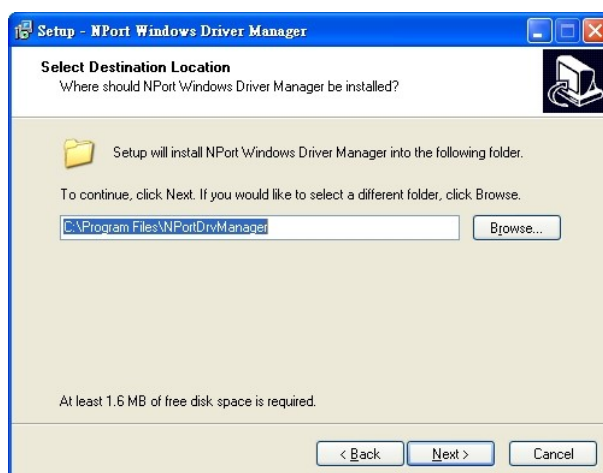 Setup - NPort Windows Driver Manager
Select Destination Location
Where should NPort Windows Driver Manager be installed?
Setup will install NPort Windows Driver Manager into the following folder.
To continue, click Next. If you would like to select a different folder, click Browse.
C:\Program Files\NPortDrvManager
Browse...
At least 1.6 MB of free disk space is required.
< Back
Next >
Cancel